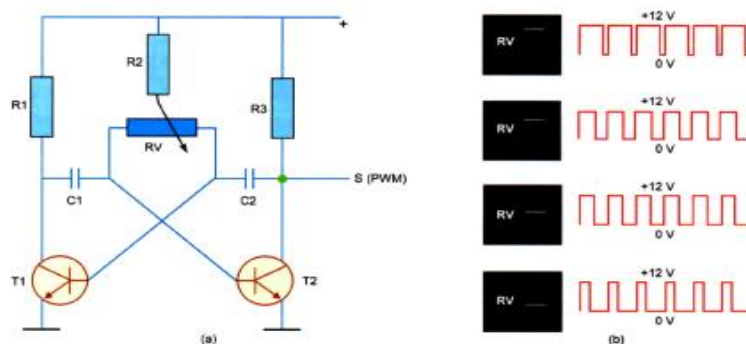 R1
R2
R3
+
RV
C1
C2
S (PWM)
T1
T2
(a)
RV
+12 V
0 V
RV
+12 V
0 V
RV
+12 V
0 V
RV
+12 V
0 V
(b)